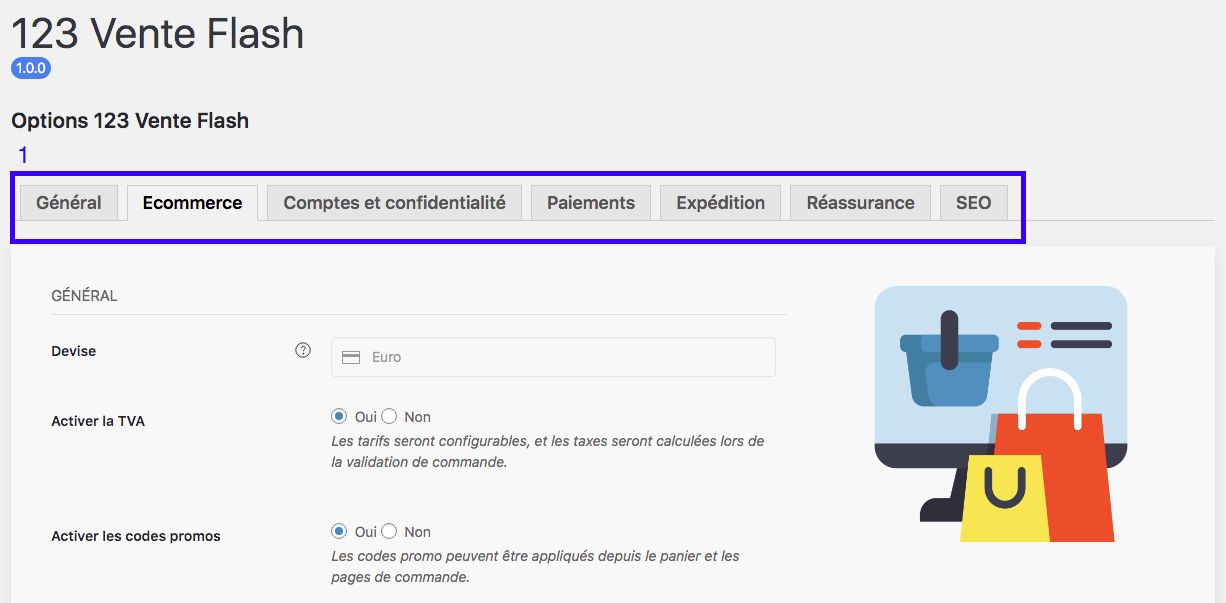 123 Vente Flash
1.0.0
Options 123 Vente Flash
1
Général Ecommerce Comptes et confidentialité Paiements Expédition Réassurance SEO
GÉNÉRAL
Devise ? Euro
Activer la TVA Oui Non
Les tarifs seront configurables, et les taxes seront calculées lors de
la validation de commande.
Activer les codes promos Oui Non
Les codes promo peuvent être appliqués depuis le panier et les
pages de commande.